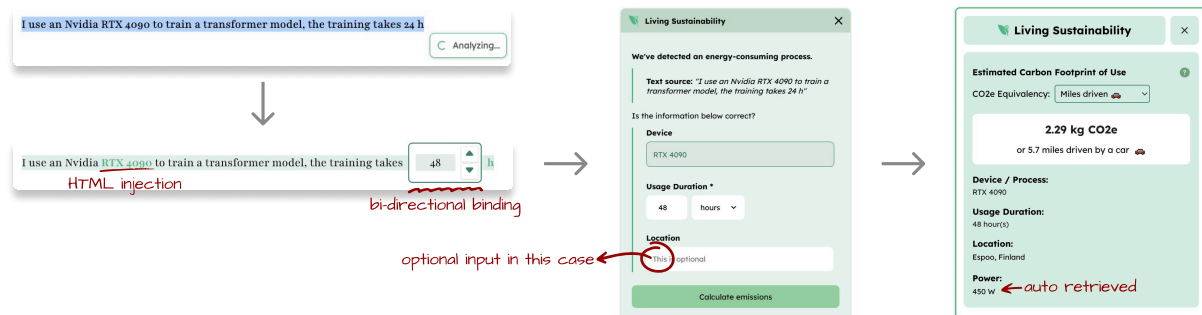 I use an Nvidia RTX 4090 to train a transformer model, the training takes 24 h
Analyzing...
I use an Nvidia RTX 4090 to train a transformer model, the training takes 48 h
HTML injection
bi-directional binding
optional input in this case
Living Sustainability
We've detected an energy-consuming process.
Text source: "I use an Nvidia RTX 4090 to train a
transformer model, the training takes 24 h"
Is the information below correct?
Device
RTX 4090
Usage Duration *
48 hours
Location
This is optional
Calculate emissions
Living Sustainability
Estimated Carbon Footprint of Use
?
CO2e Equivalency: Miles driven
2.29 kg CO2e
or 5.7 miles driven by a car
Device / Process:
RTX 4090
Usage Duration:
48 hour(s)
Location:
Espoo, Finland
Power:
450 W
auto retrieved